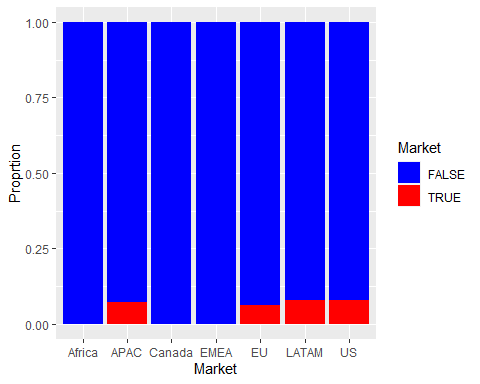 1.00
0.75
0.50
0.25
0.00
Proprtion
Africa APAC Canada EMEA EU LATAM US
Market
Market
FALSE
TRUE